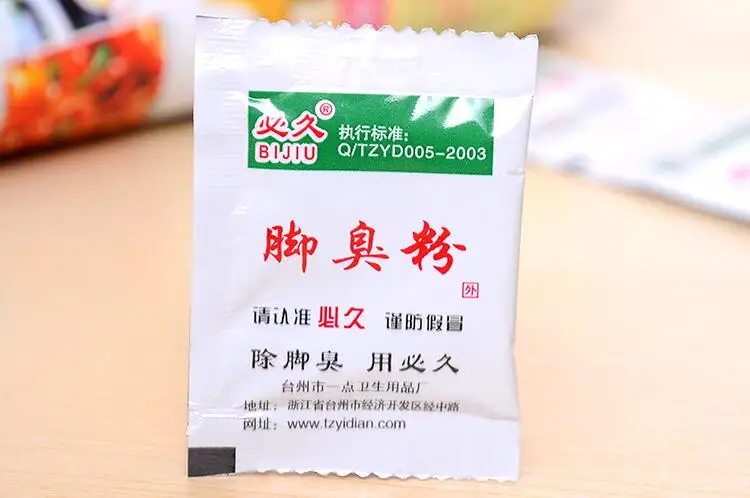 必久®
BIJIU
执行标准:
Q/TZYD005-2003
脚臭粉
外
请认准 必久 谨防假冒
除脚臭 用必久
台州市一点卫生用品厂
地址: 浙江省台州市经济开发区经中路
网址: www.tzyidian.com